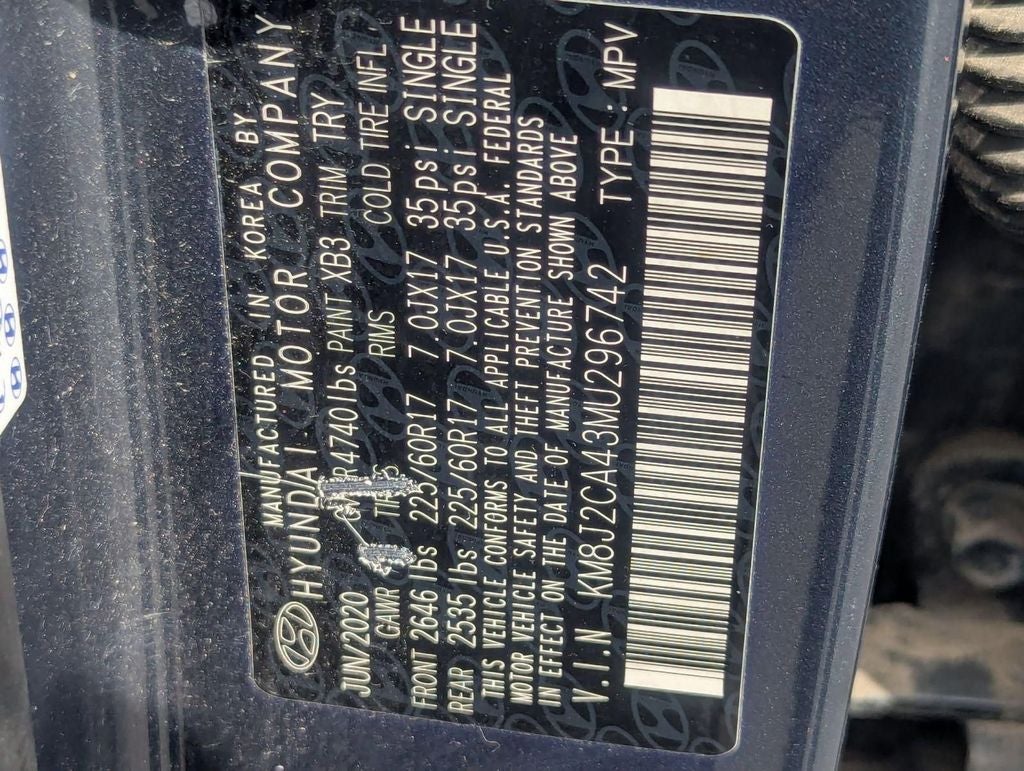 MANUFACTURED IN KOREA BY
HYUNDAI MOTOR COMPANY
JUN/2020 R 4740 lbs PAINT XB3 TRIM TRY
GAWR RIMS COLD TIRE INFL
FRONT 2646 lbs 225/60R17 7.0JX17 35psi SINGLE
REAR 2535 lbs 225/60R17 7.0JX17 35psi SINGLE
THIS VEHICLE CONFORMS TO ALL APPLICABLE U.S.A. FEDERAL
MOTOR VEHICLE SAFETY AND THEFT PREVENTION STANDARDS
IN EFFECT ON THE DATE OF MANUFACTURE SHOWN ABOVE
V.I.N KM8J2CA43MU296742 TYPE : MPV